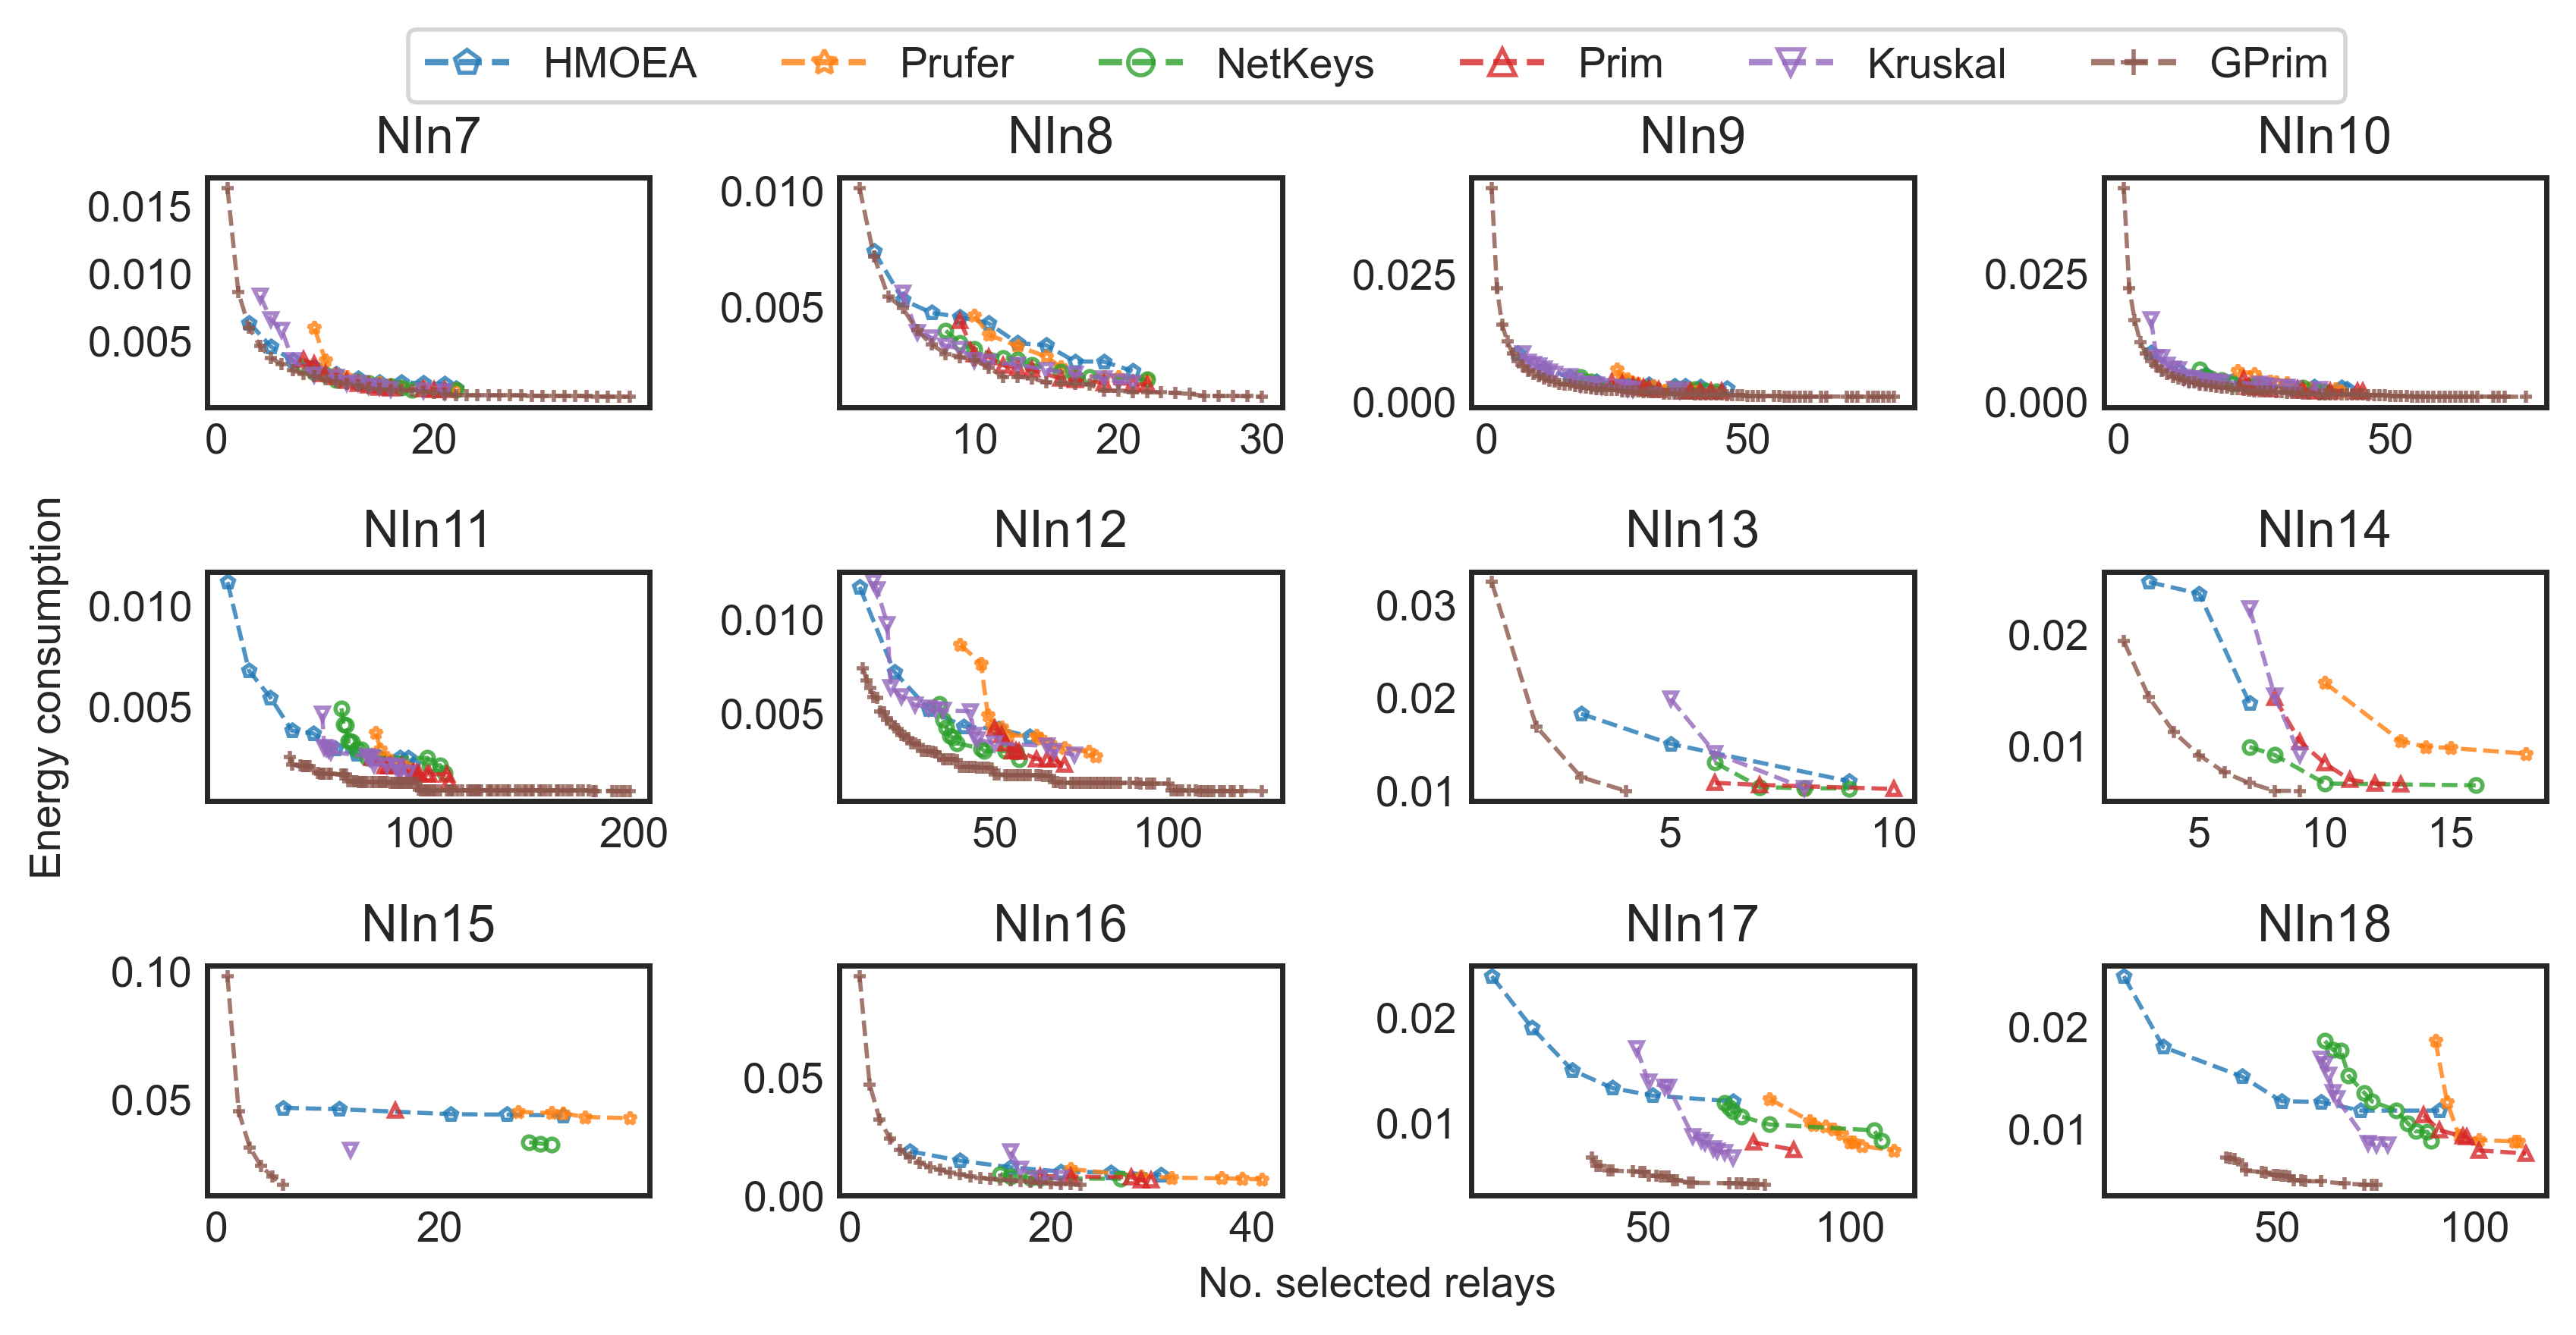 HMOEA Prufer NetKeys Prim Kruskal GPrim
NIn7 NIn8 NIn9 NIn10
0.015 0.010 0.005
0 20
0.010 0.005
10 20 30
0.025 0.000
0 50
0.025 0.000
0 50
Energy consumption
NIn11 NIn12 NIn13 NIn14
0.010 0.005
100 200
0.010 0.005
50 100
0.03 0.02 0.01
5 10
0.02 0.01
5 10 15
NIn15 NIn16 NIn17 NIn18
0.10 0.05
0 20
0.05 0.00
0 20 40
0.02 0.01
50 100
0.02 0.01
50 100
No. selected relays